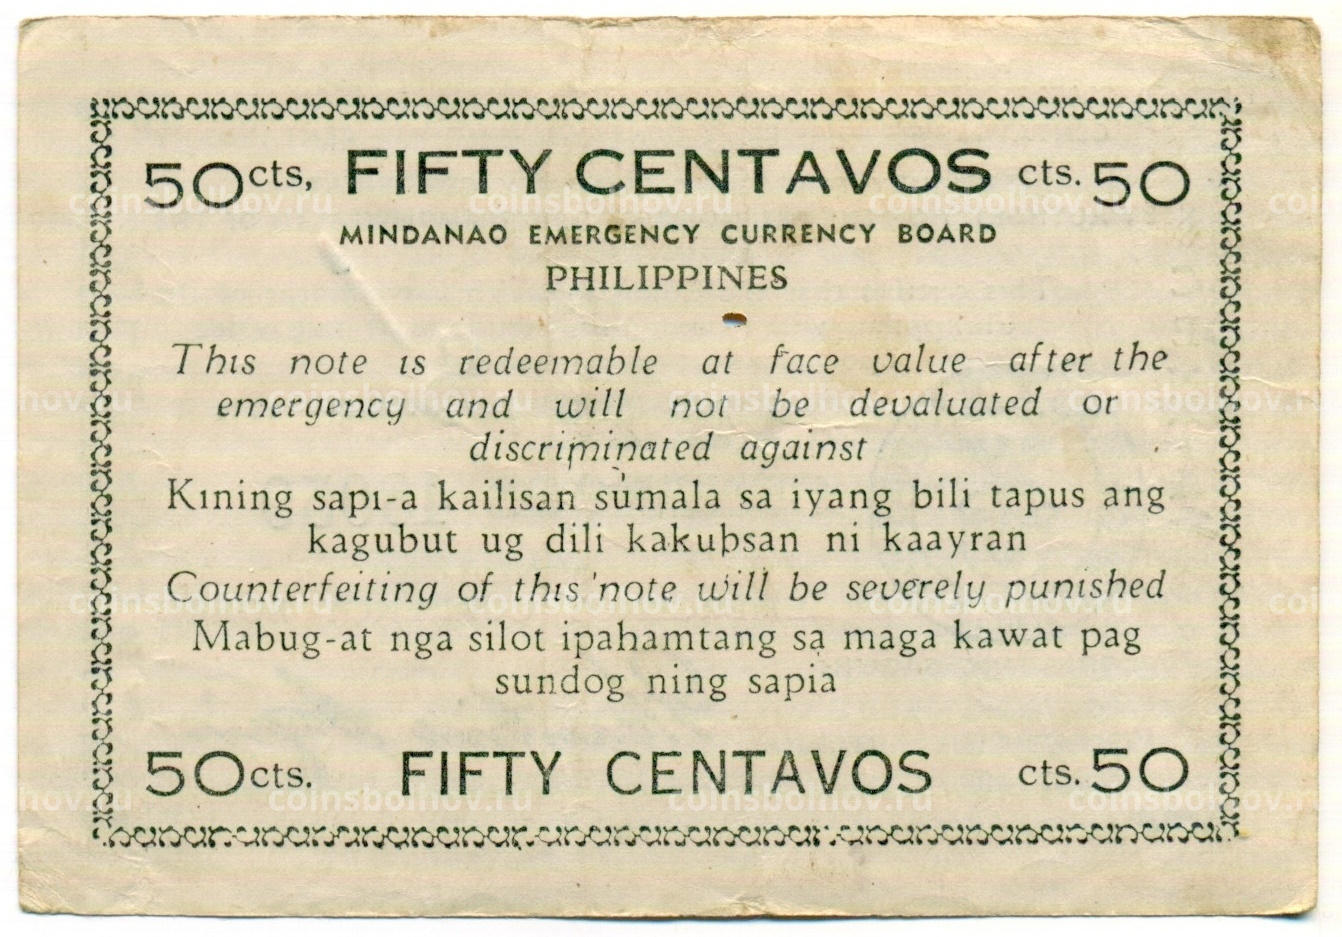 50cts, FIFTY CENTAVOS cts. 50
MINDANAO EMERGENCY CURRENCY BOARD
PHILIPPINES
This note is redeemable at face value after the
emergency and will not be devaluated or
discriminated against
Kining sapi-a kailisan sumala sa iyang bili tapus ang
kagubut ug dili kakubsan ni kaayran
Counterfeiting of this note will be severely punished
Mabug-at nga silot ipahamtang sa maga kawat pag
sundog ning sapia
50cts. FIFTY CENTAVOS cts. 50
coinsbolhov.ru